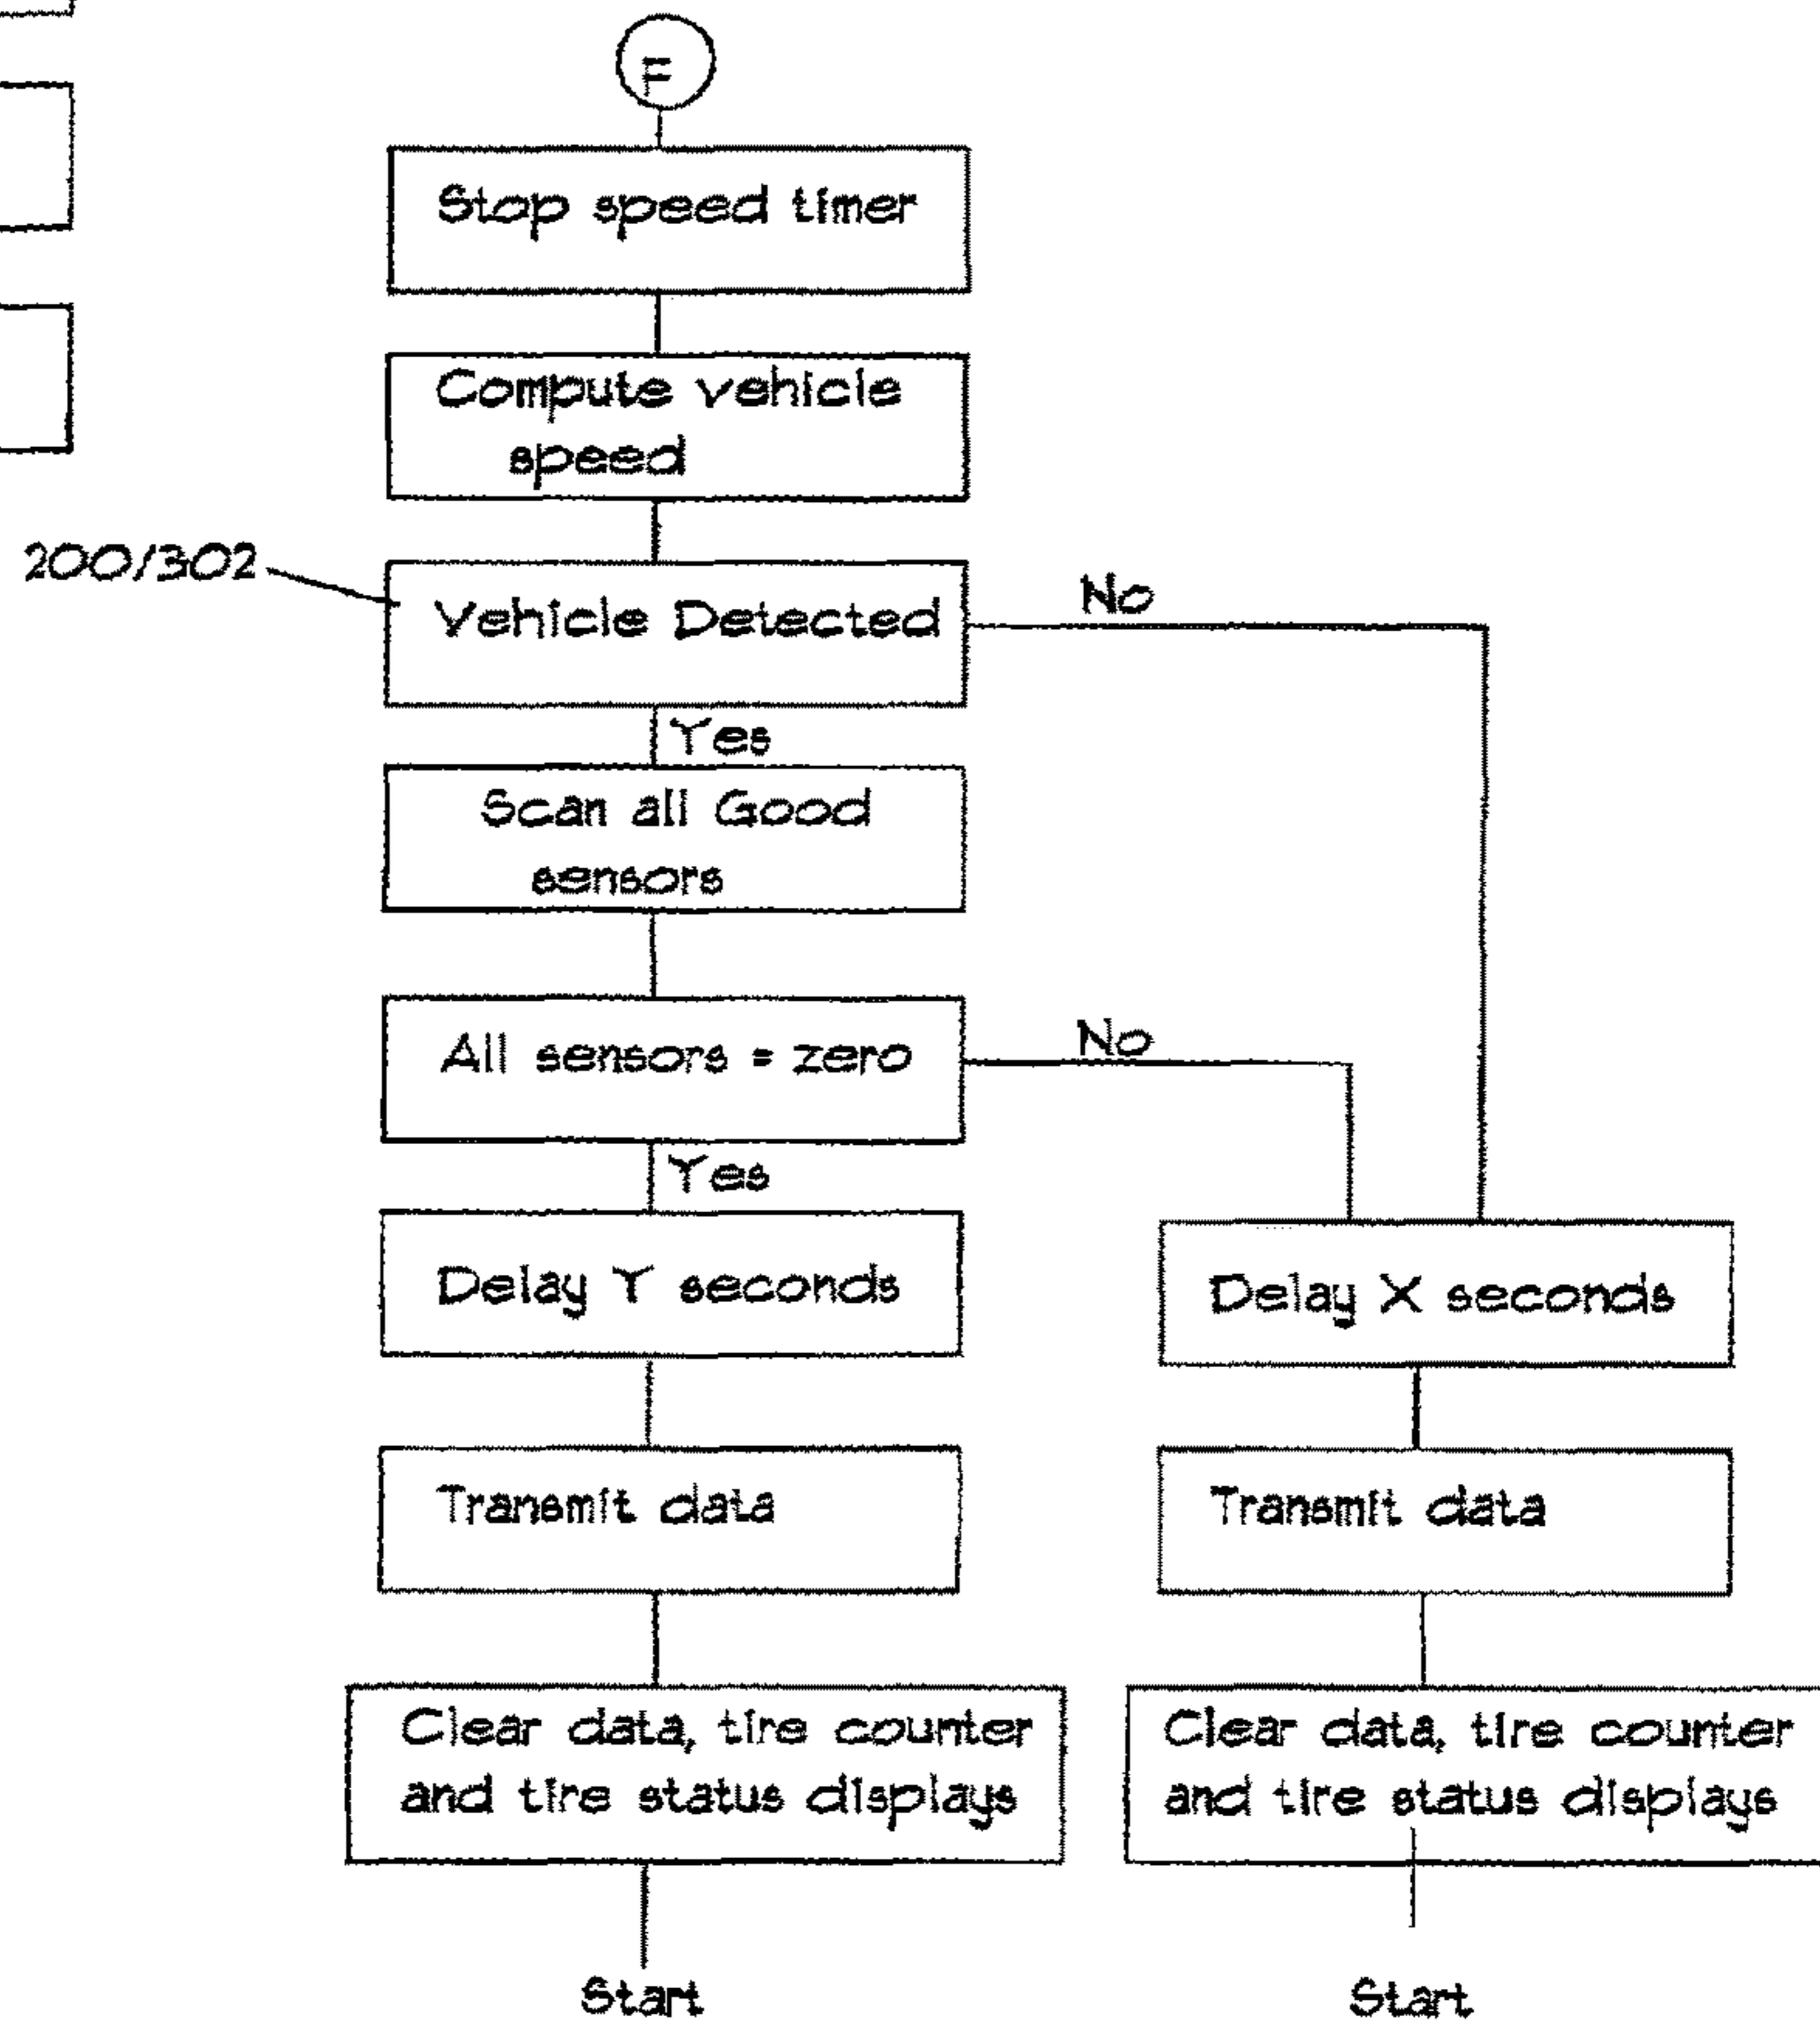 F
Stop speed timer
Compute vehicle
speed
200/302
Vehicle Detected
No
Yes
Scan all Good
sensors
All sensors = zero
No
Yes
Delay Y seconds
Delay X seconds
Transmit data
Transmit data
Clear data, tire counter
and tire status displays
Clear data, tire counter
and tire status displays
Start
Start